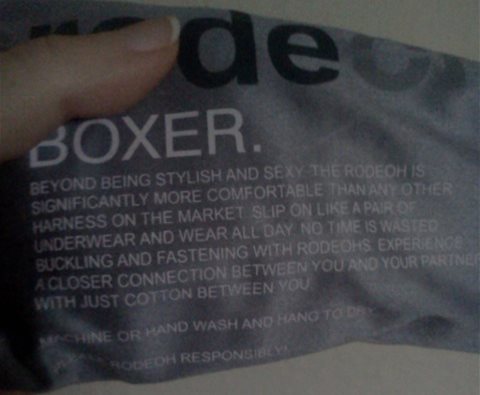 rode
BOXER.
BEYOND BEING STYLISH AND SEXY THE RODEOH IS
SIGNIFICANTLY MORE COMFORTABLE THAN ANY OTHER
HARNESS ON THE MARKET. SLIP ON LIKE A PAIR OF
UNDERWEAR AND WEAR ALL DAY. NO TIME IS WASTED
BUCKLING AND FASTENING WITH RODEOHS. EXPERIENCE
A CLOSER CONNECTION BETWEEN YOU AND YOUR PARTNER
WITH JUST COTTON BETWEEN YOU.
MACHINE OR HAND WASH AND HANG TO DRY
RODEOH RESPONSIBLY!